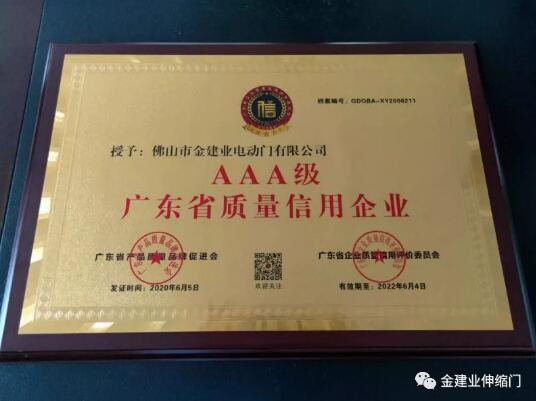 信
档案编号：GDGBA-XY2006211
授予：佛山市金建业电动门有限公司
AAA级
广东省质量信用企业
广东省产品质量品牌促进会
广东省企业质量信用评价委员会
发证时间：2020年6月5日
欢迎关注
有效期至：2022年6月4日
金建业伸缩门